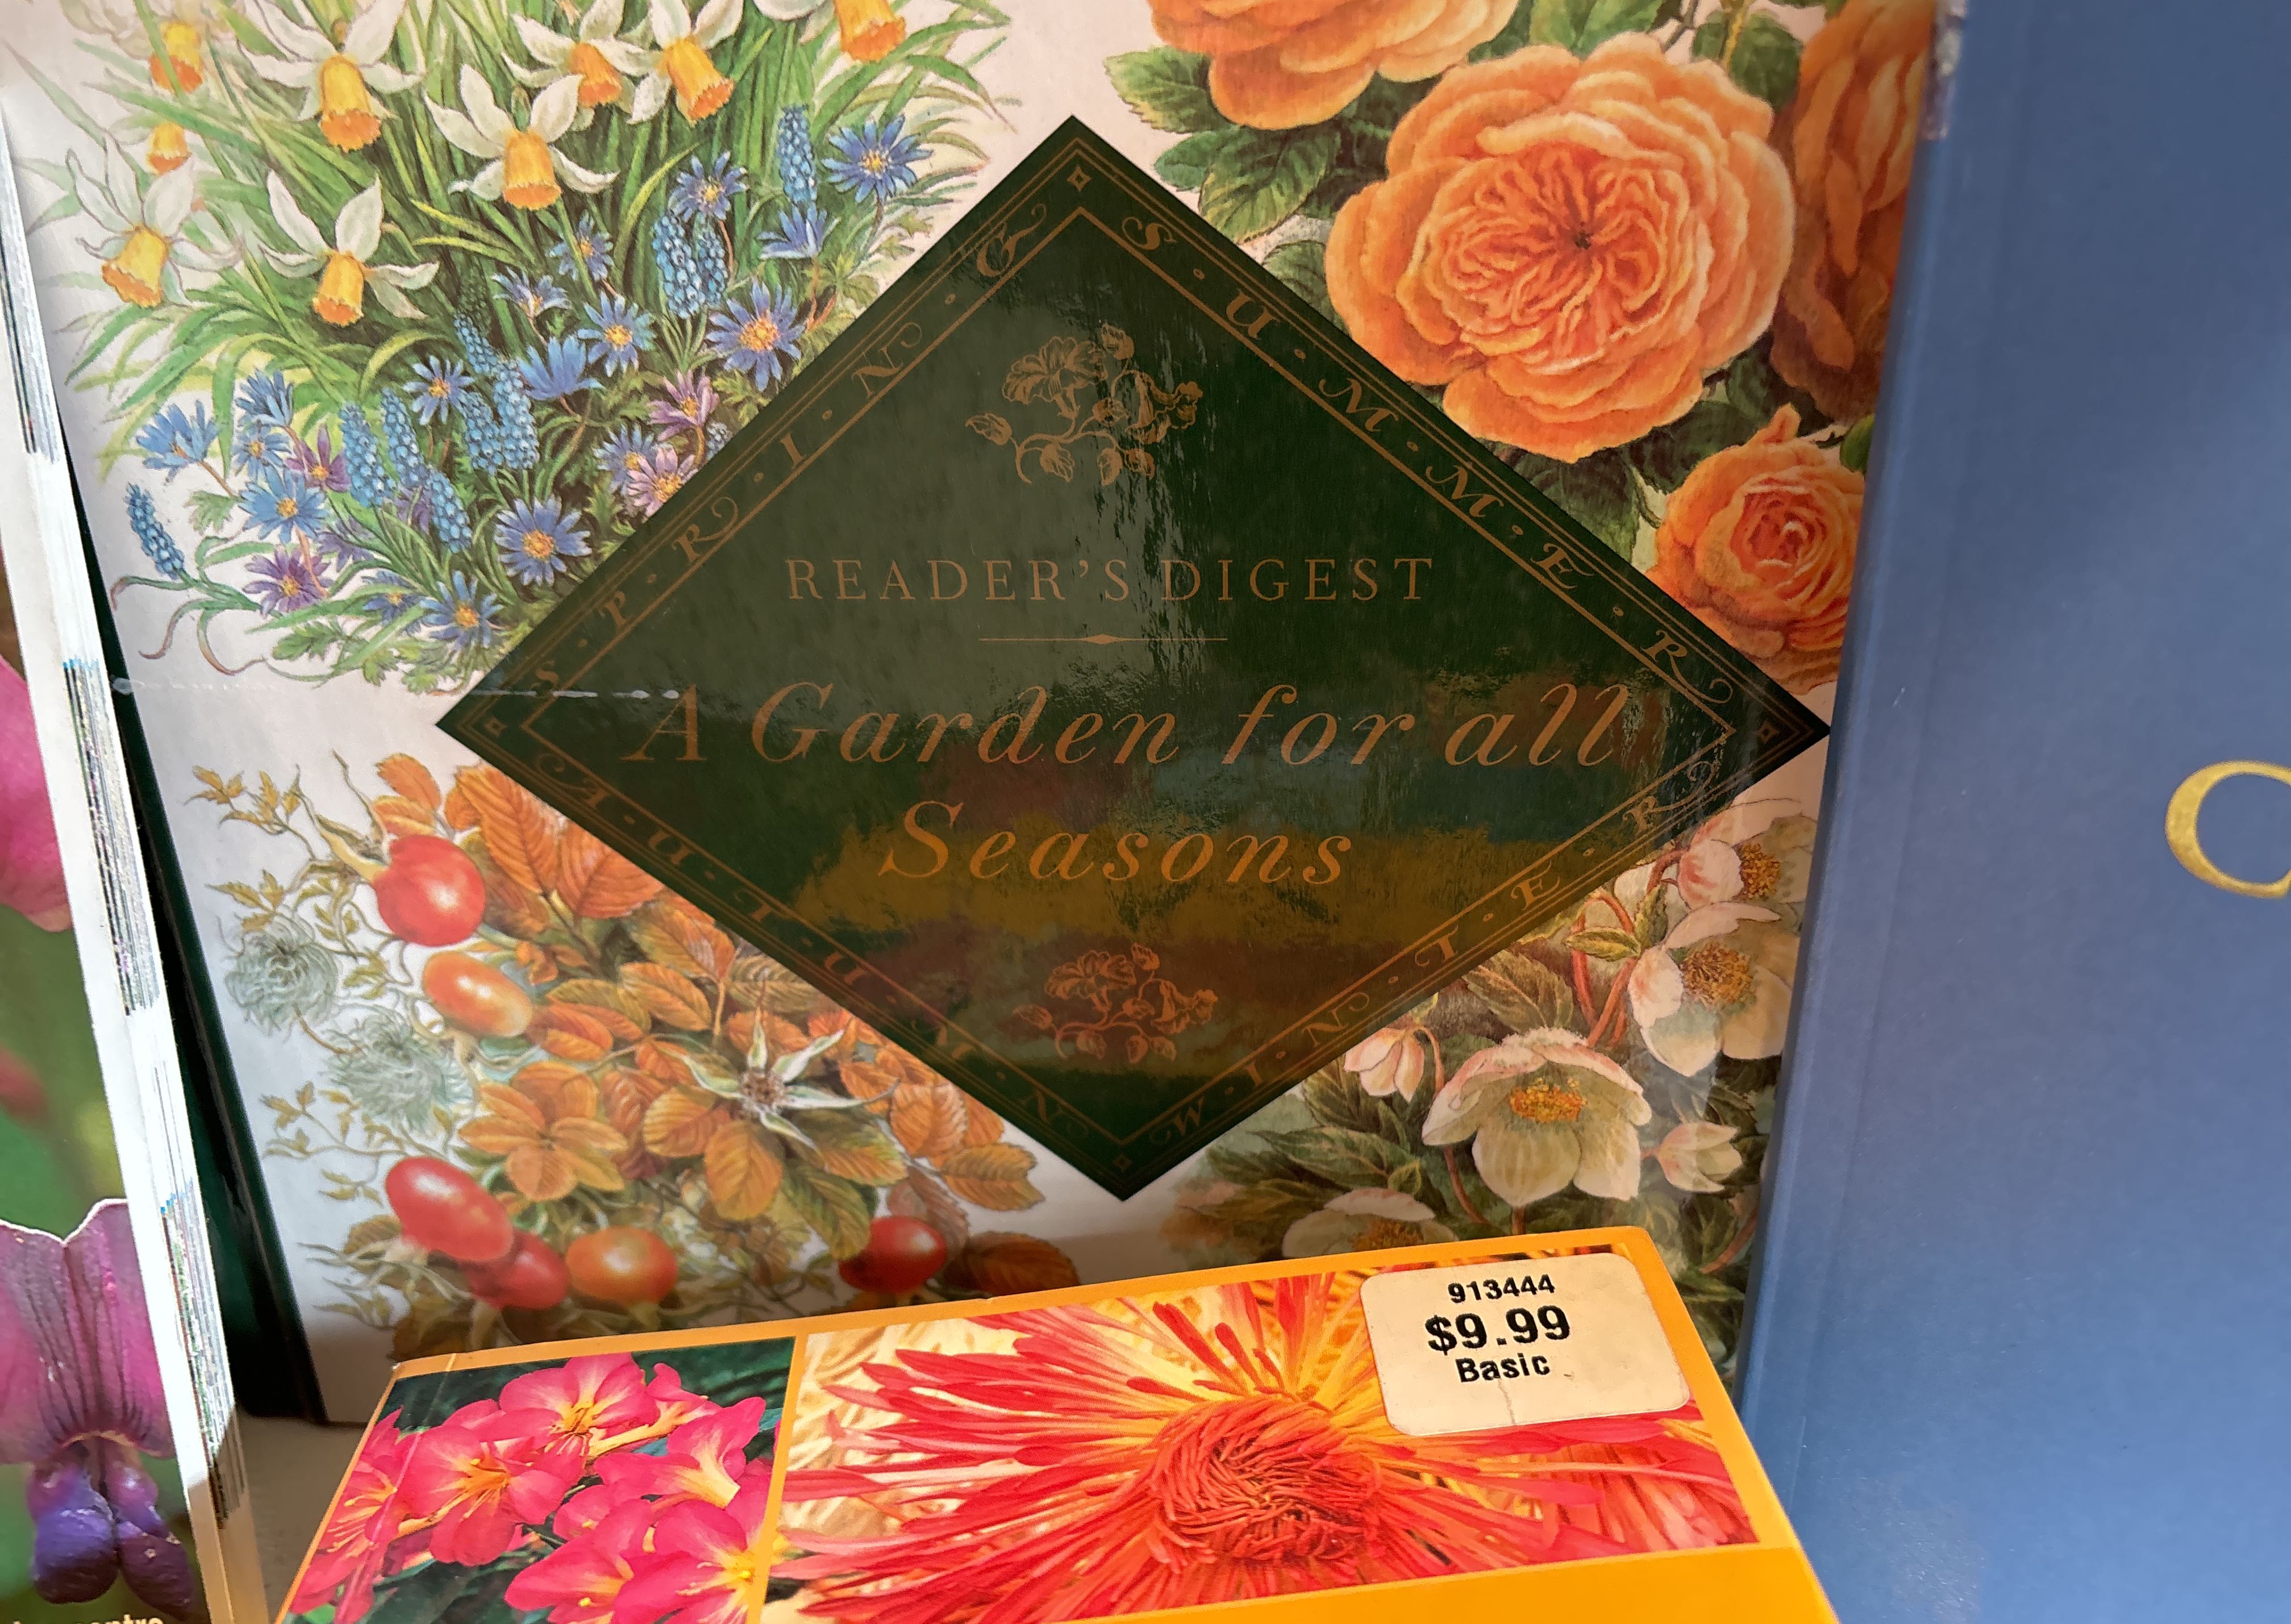 SPRING
SUMMER
READER'S DIGEST
A Garden for all
Seasons
AUTUMN
WINTER
913444
$9.99
Basic